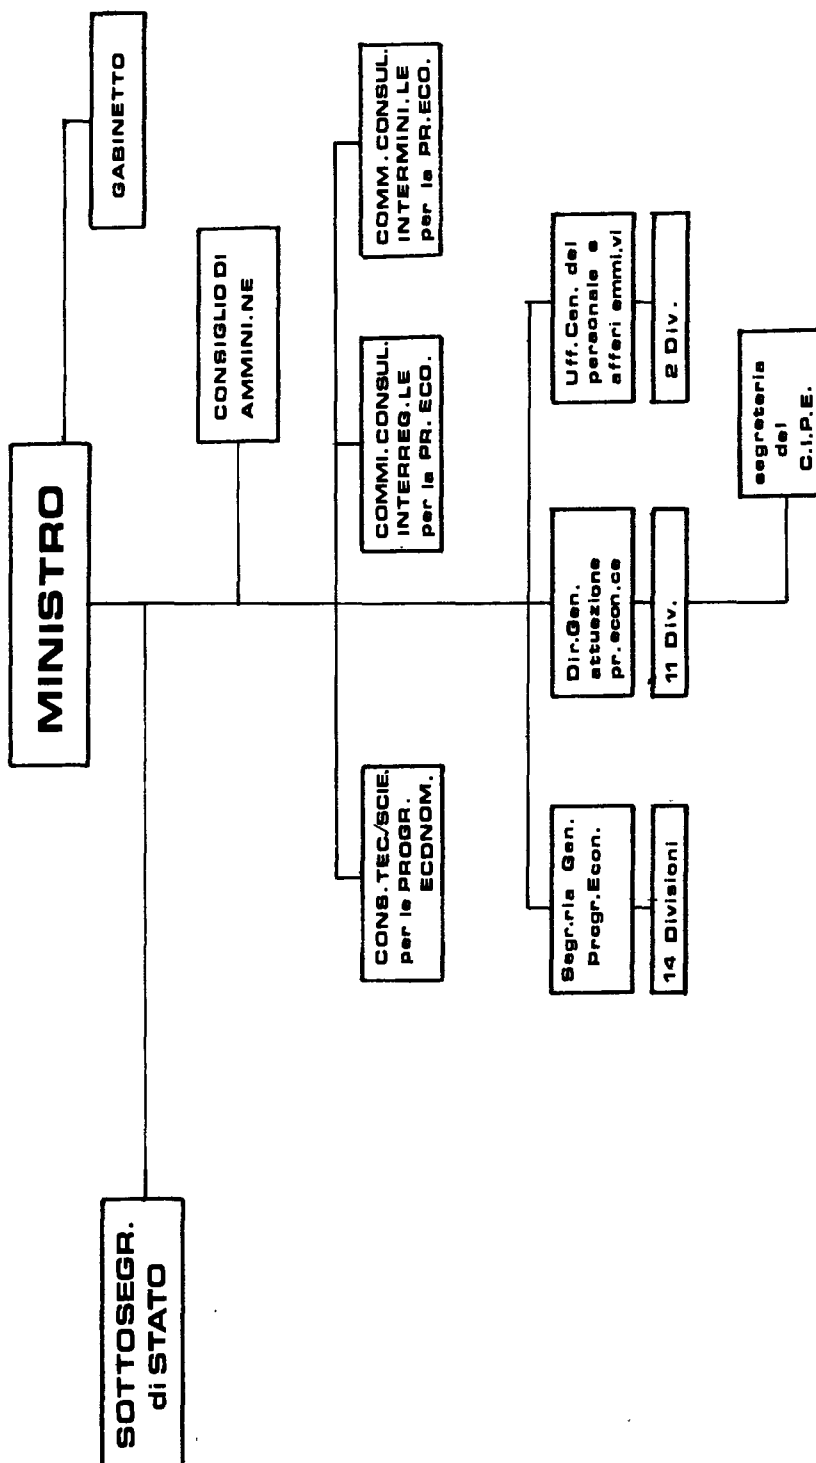 MINISTRO
GABINETTO
SOTTOSEGR.
di STATO
CONSIGLIO DI
AMMINI.NE
CONS.TEC/SCIE.
per le PROGR.
ECONOM.
COMMI.CONSUL.
INTERREG.LE
per la PR.ECO.
COMM.CONSUL.
INTERMINI.LE
per la PR.ECO.
Segr.ria Gen.
Progr.Econ.
14 Divisioni
Dir.Gen.
attuazione
pr.econ.ce
11 Div.
Uff.Cen. del
personale e
affari ammi.vi
2 Div.
segreteria
del
C.I.P.E.